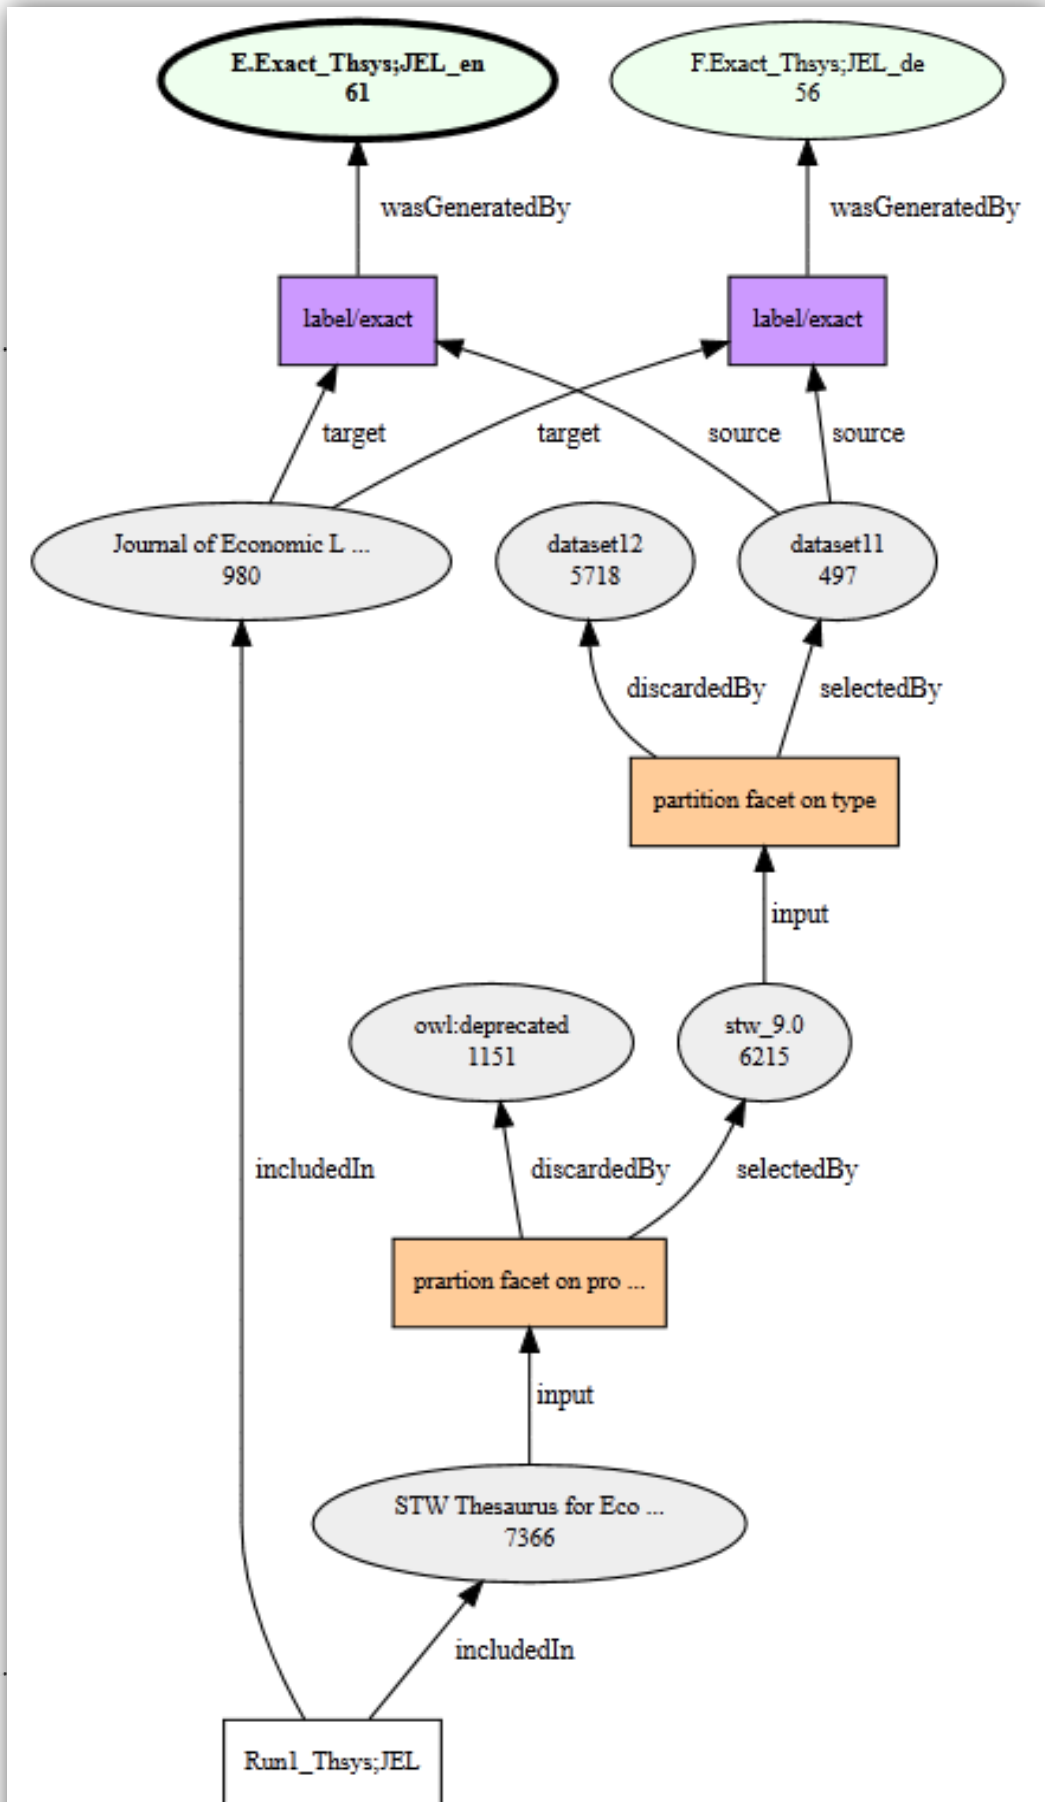 E.Exact_Thsys;JEL_en
61
F.Exact_Thsys;JEL_de
56
wasGeneratedBy
wasGeneratedBy
label/exact
label/exact
target
target
source
source
Journal of Economic L ...
980
dataset12
5718
dataset11
497
discardedBy
selectedBy
partition facet on type
input
owl:deprecated
1151
stw_9.0
6215
includedIn
discardedBy
selectedBy
prartion facet on pro ...
input
STW Thesaurus for Eco ...
7366
includedIn
Run1_Thsys;JEL